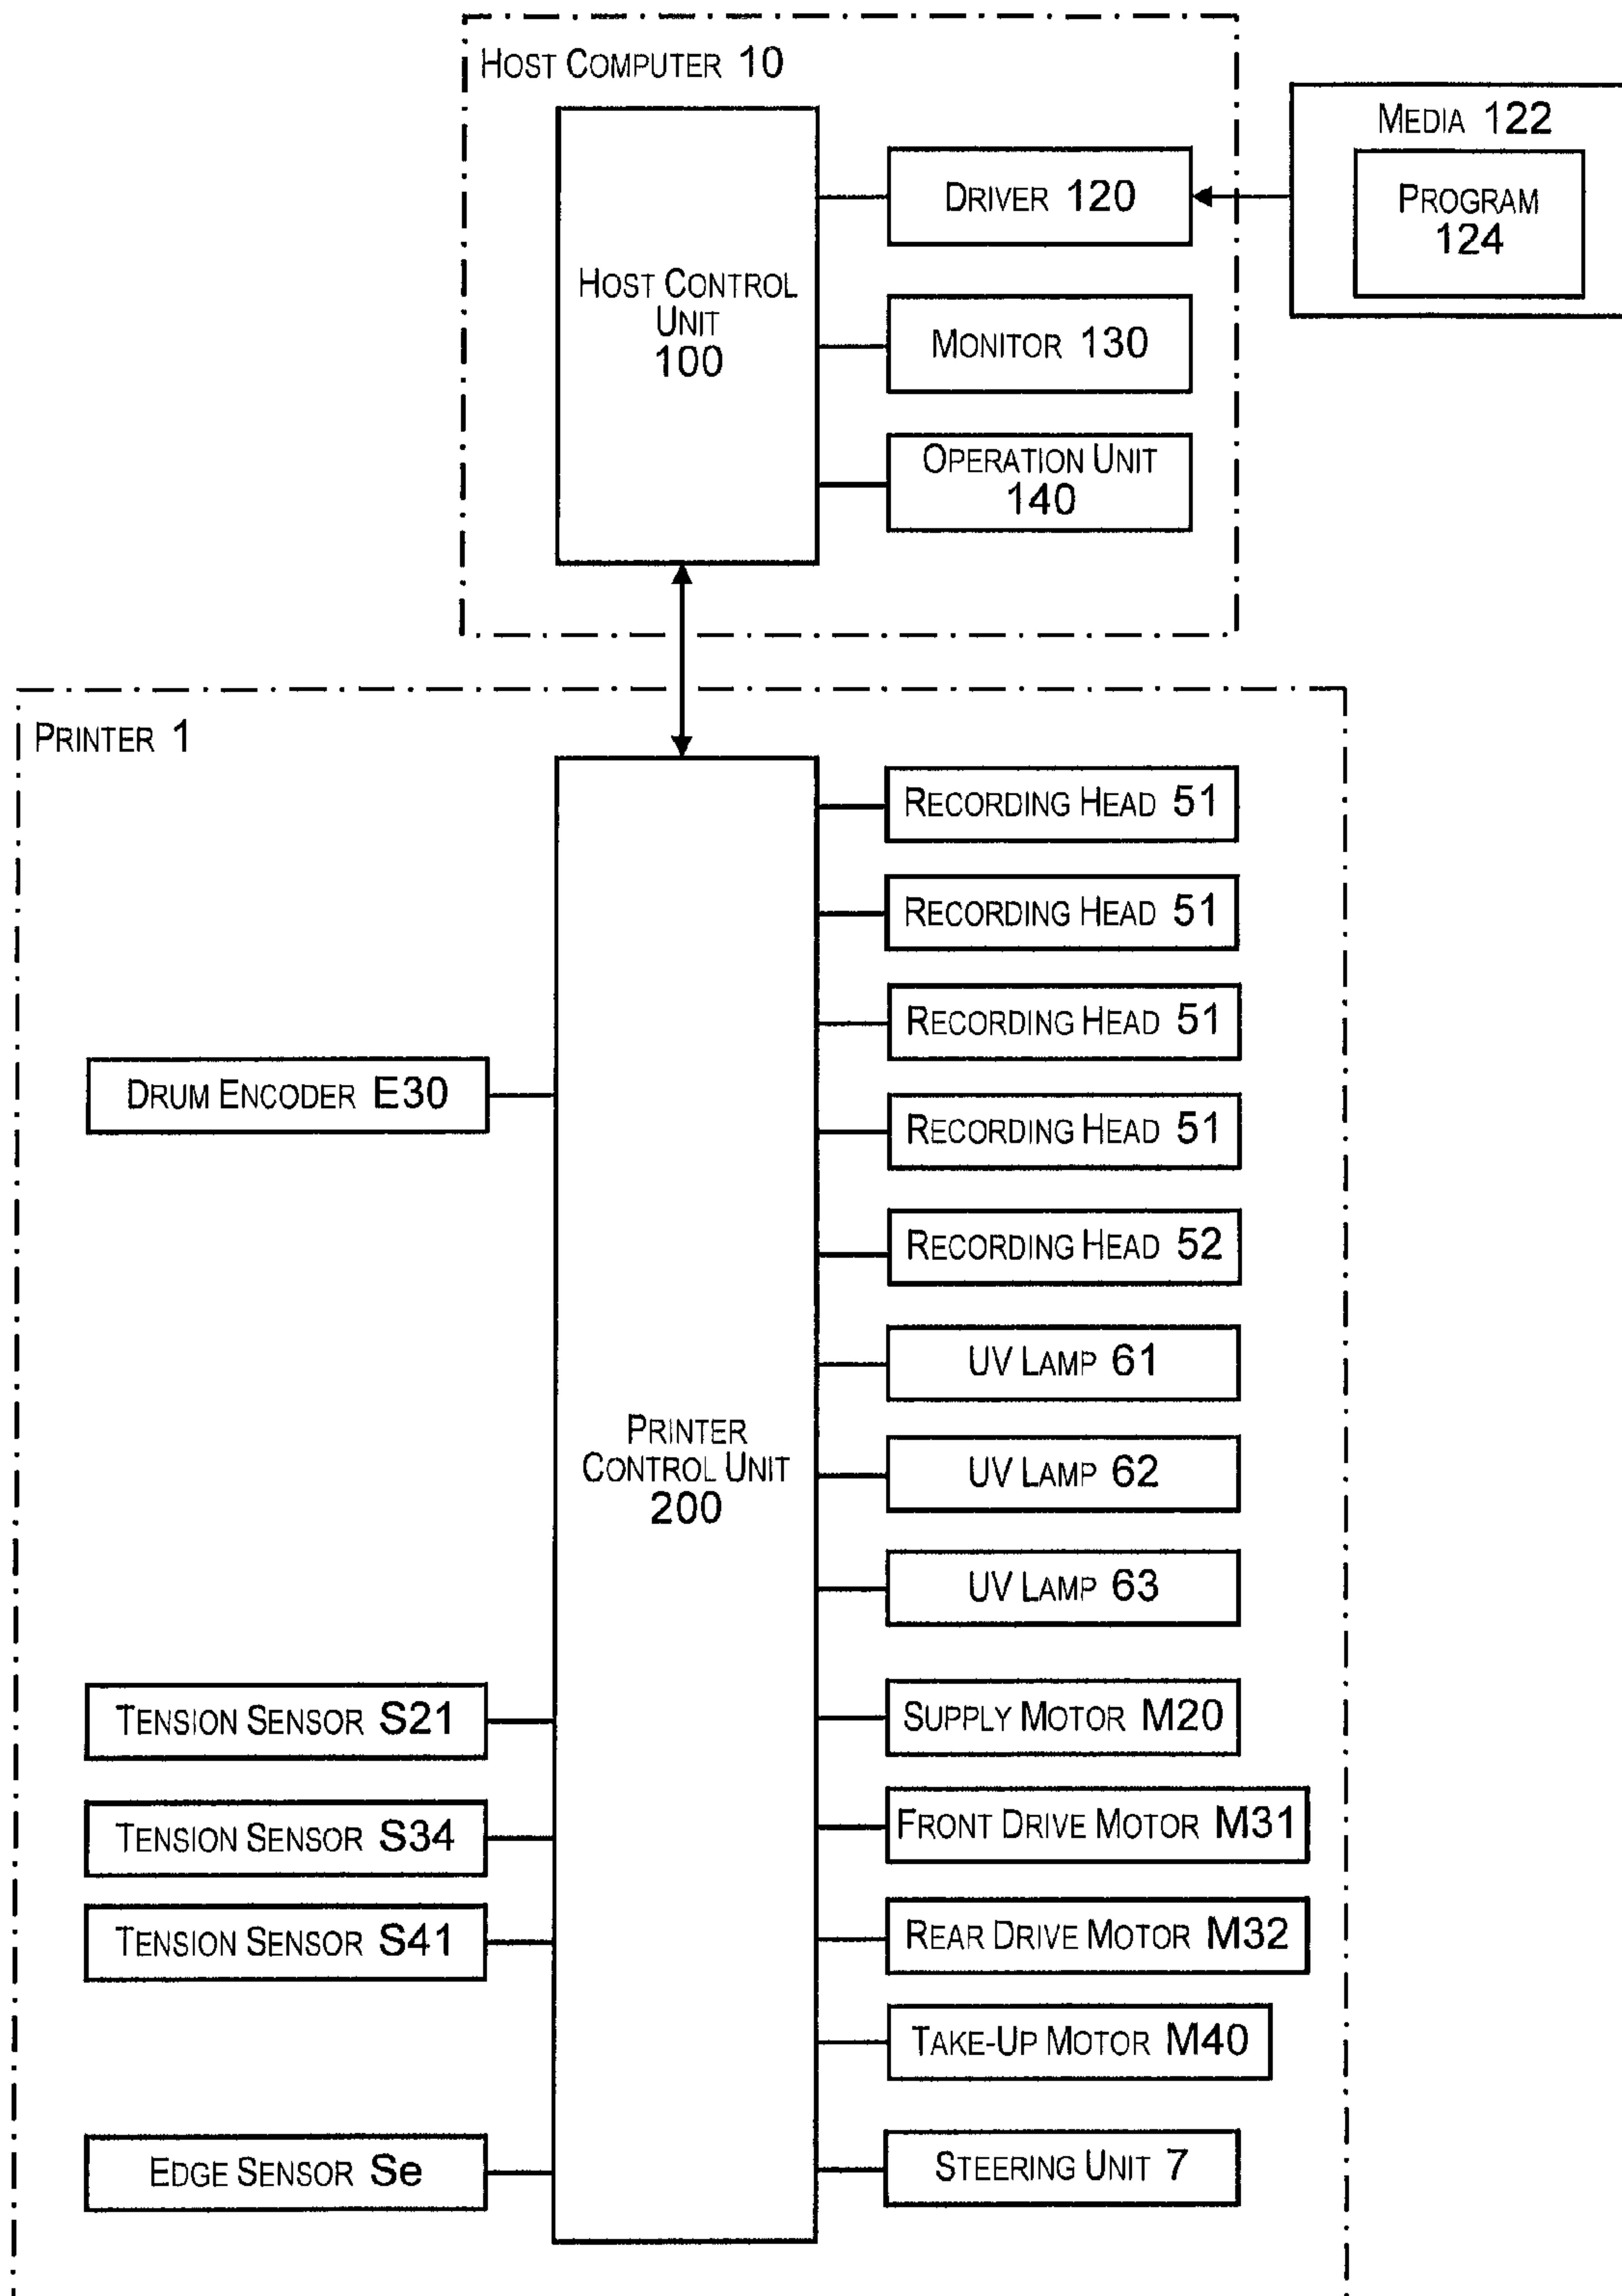 HOST COMPUTER 10
MEDIA 122
PROGRAM
124
DRIVER 120
HOST CONTROL
UNIT
100
MONITOR 130
OPERATION UNIT
140
PRINTER 1
RECORDING HEAD 51
RECORDING HEAD 51
RECORDING HEAD 51
DRUM ENCODER E30
RECORDING HEAD 51
RECORDING HEAD 52
UV LAMP 61
PRINTER
CONTROL UNIT
200
UV LAMP 62
UV LAMP 63
TENSION SENSOR S21
SUPPLY MOTOR M20
TENSION SENSOR S34
FRONT DRIVE MOTOR M31
TENSION SENSOR S41
REAR DRIVE MOTOR M32
TAKE-UP MOTOR M40
EDGE SENSOR Se
STEERING UNIT 7